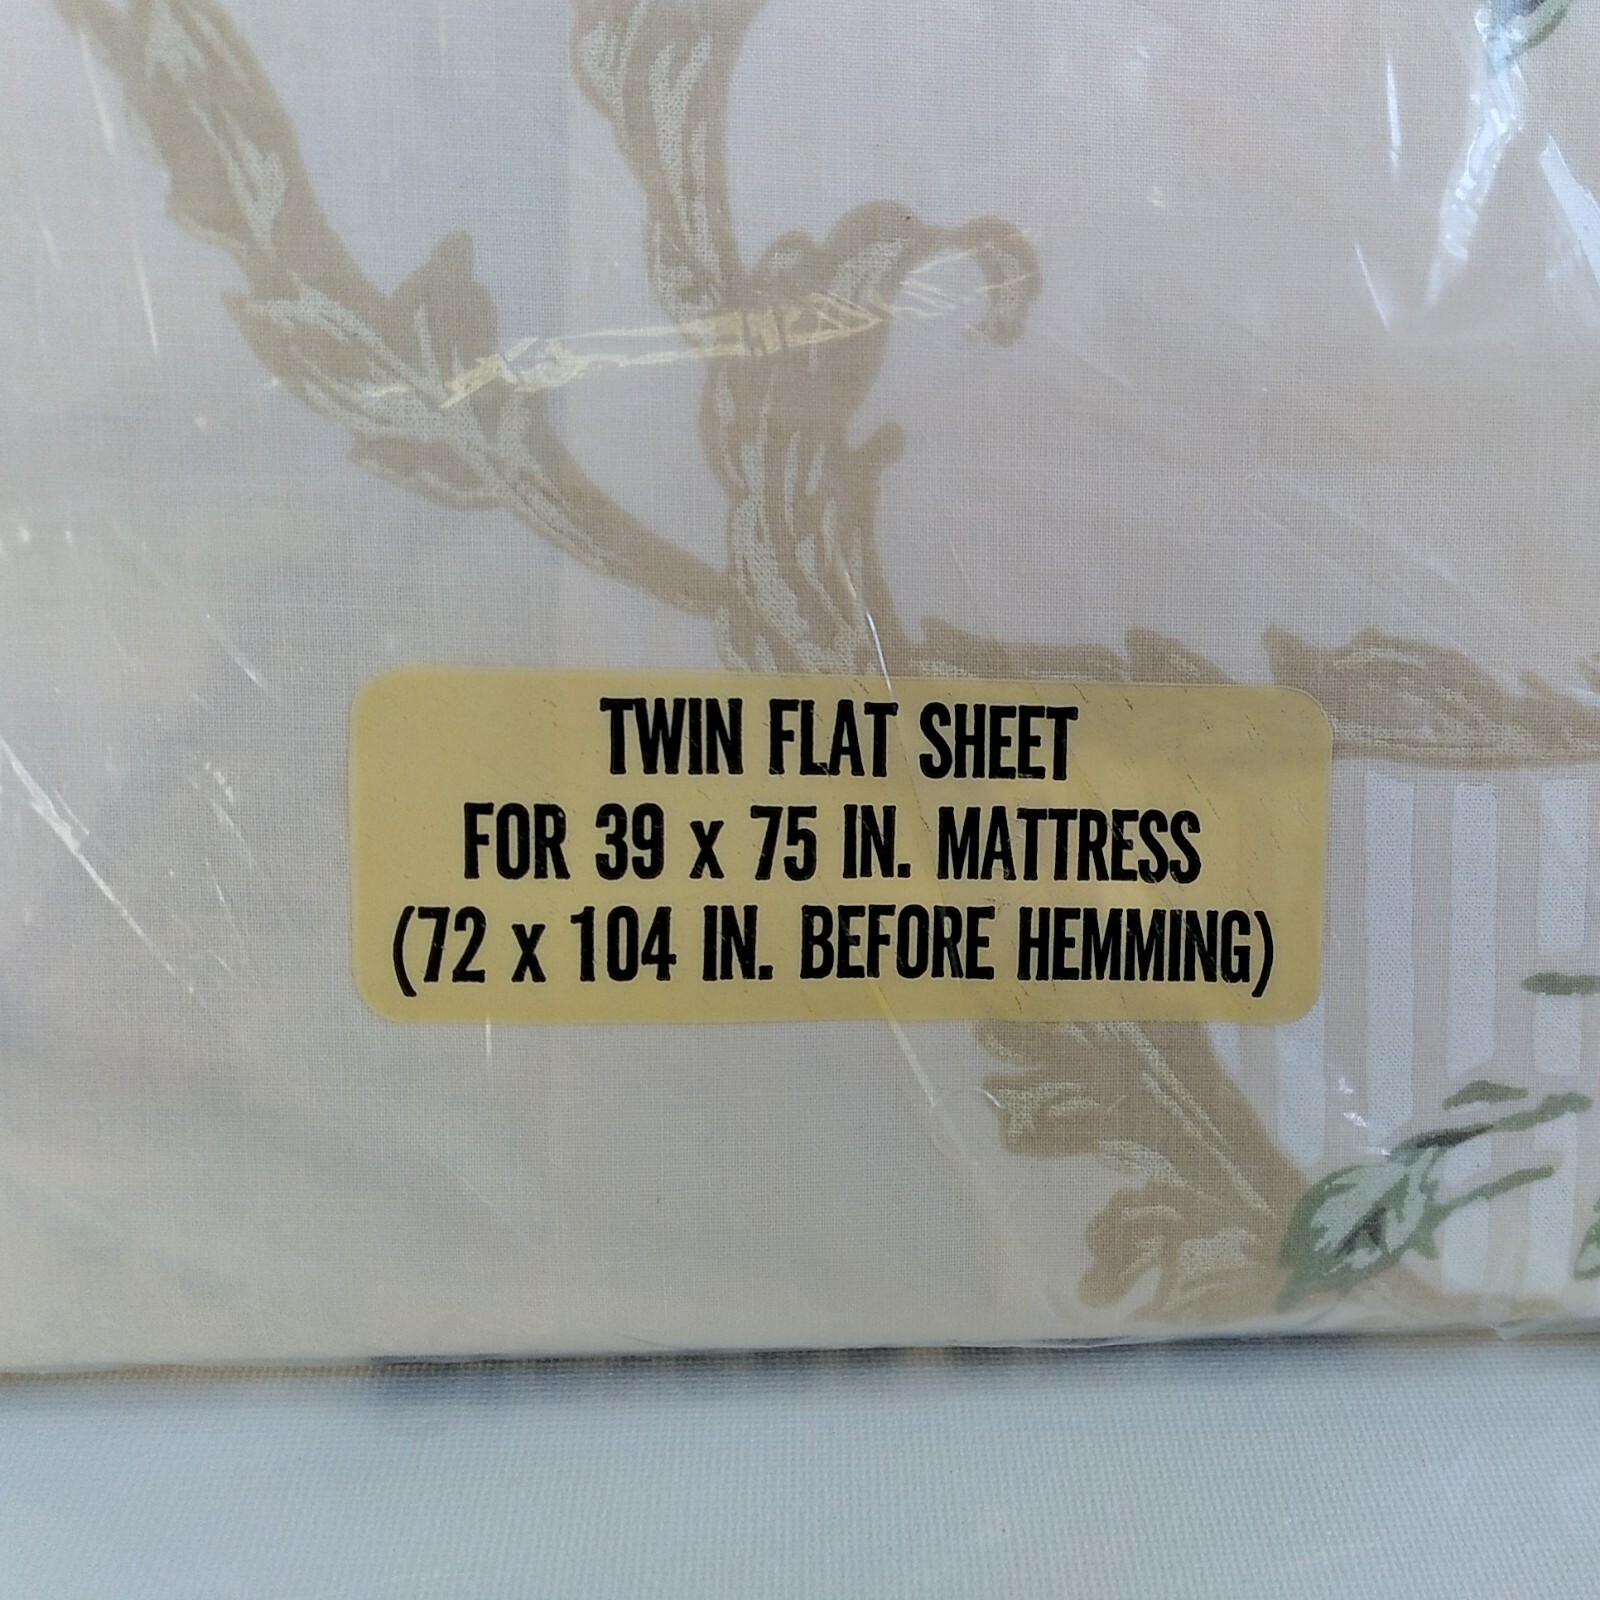 TWIN FLAT SHEET
FOR 39 x 75 IN. MATTRESS
(72 x 104 IN. BEFORE HEMMING)